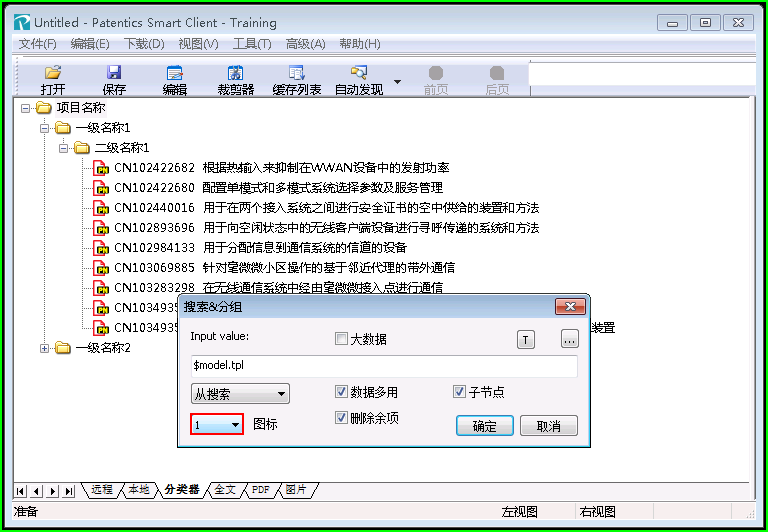 Untitled - Patentics Smart Client - Training
文件(F) 编辑(E) 下载(D) 视图(V) 工具(T) 高级(A) 帮助(H)
打开 保存 编辑 裁剪器 缓存列表 自动发现 前页 后页
项目名称
一级名称1
二级名称1
CN102422682 根据热输入来抑制在WWAN设备中的发射功率
CN102422680 配置单模式和多模式系统选择参数及服务管理
CN102440016 用于在两个接入系统之间进行安全证书的空中供给的装置和方法
CN102893696 用于向空闲状态中的无线客户端设备进行寻呼传递的系统和方法
CN102984133 用于分配信息到通信系统的信道的设备
CN103069885 针对毫微微小区操作的基于邻近代理的带外通信
CN103283298 在无线通信系统中经由毫微微接入点进行通信
CN103493
CN103493 装置
一级名称2
搜索&分组
Input value: 大数据 T ...
$model.tpl
从搜索 数据多用 子节点
1 图标 删除余项 确定 取消
远程 本地 分类器 全文 PDF 图片
准备 左视图 右视图